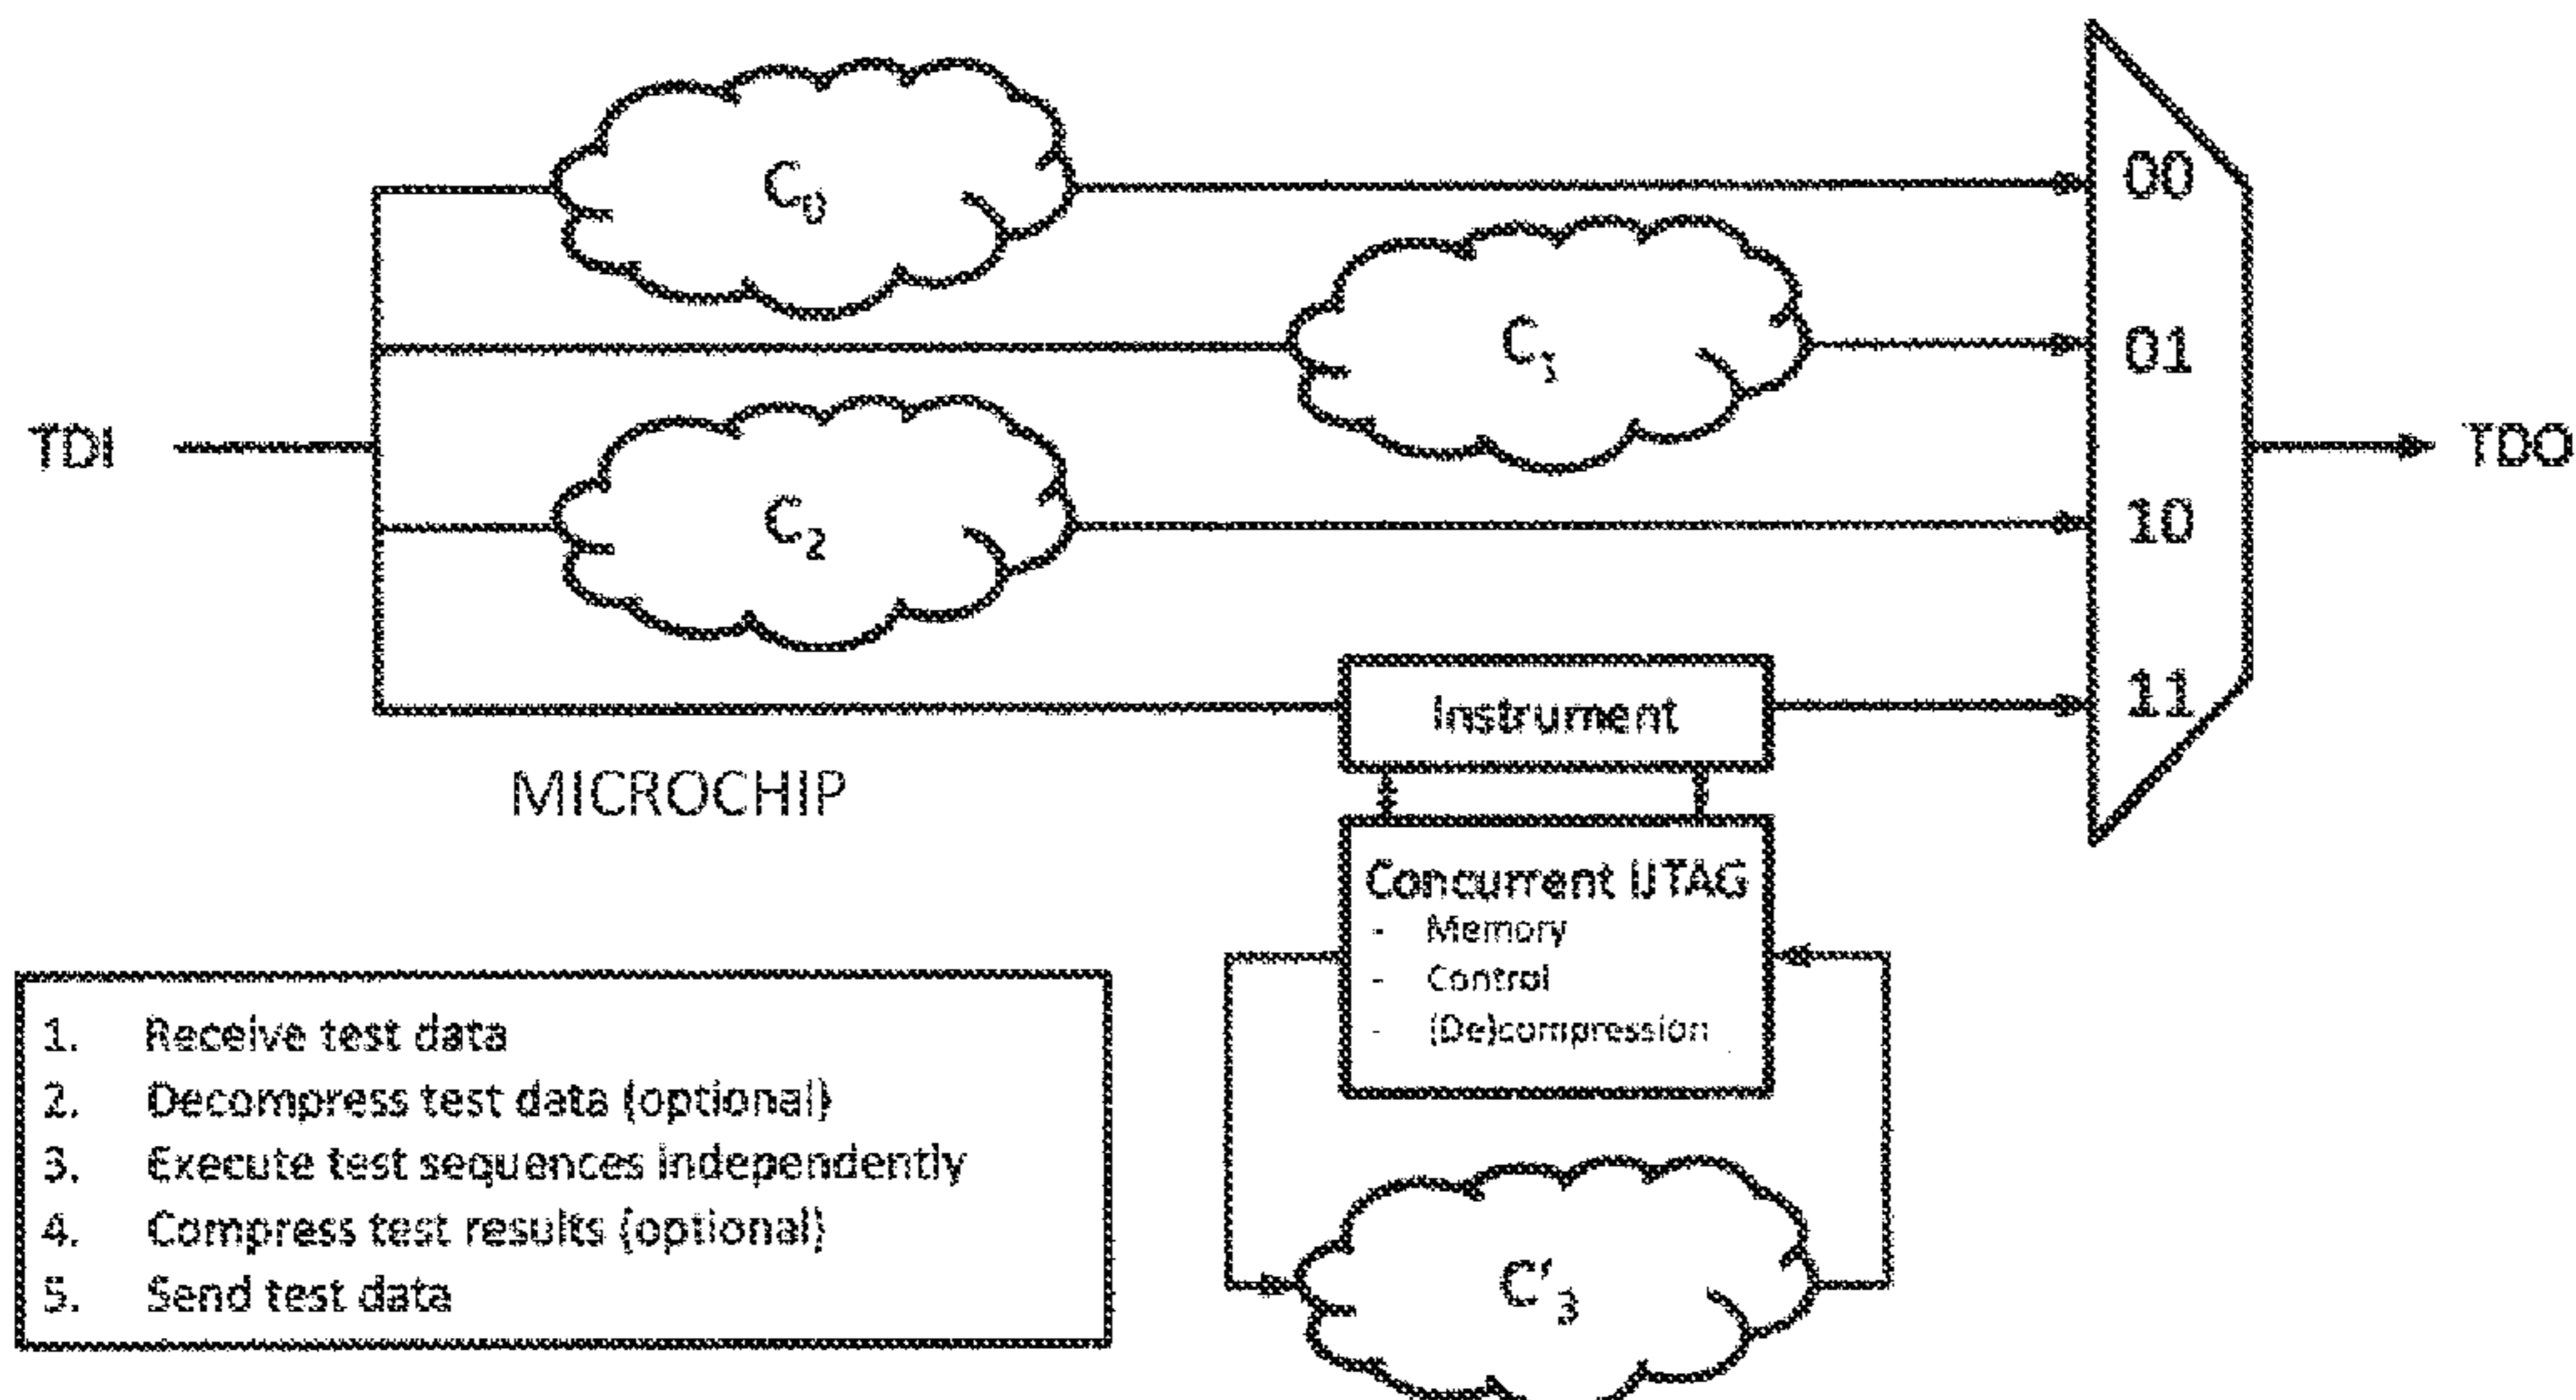 C0
00
C1
01
TDI
TDO
C2
10
Instrument
11
MICROCHIP
Concurrent IJTAG
- Memory
- Control
- (De)compression
1. Receive test data
2. Decompress test data (optional)
3. Execute test sequences independently
4. Compress test results (optional)
5. Send test data
C'3